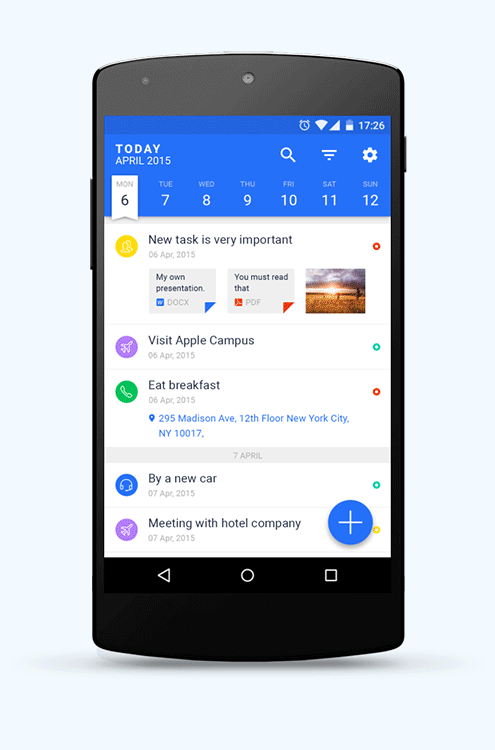 17:26
TODAY
APRIL 2015
MON TUE WED THU FRI SAT SUN
6 7 8 9 10 11 12
New task is very important
06 Apr, 2015
My own
presentation.
DOCX
You must read
that
PDF
Visit Apple Campus
06 Apr, 2015
Eat breakfast
06 Apr, 2015
295 Madison Ave, 12th Floor New York City,
NY 10017,
7 APRIL
By a new car
07 Apr, 2015
Meeting with hotel company
07 Apr, 2015